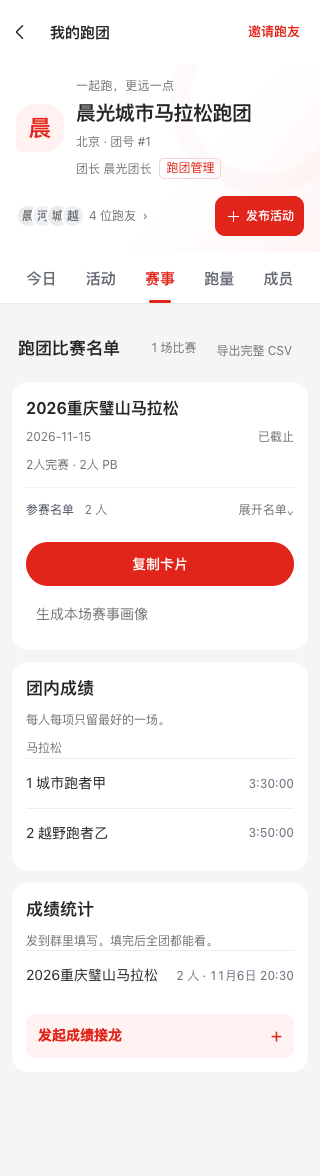 我的跑团
邀请跑友
一起跑，更远一点
晨
晨光城市马拉松跑团
北京 · 团号 #1
团长 晨光团长 跑团管理
晨 河 城 越 4 位跑友 ›
＋ 发布活动
今日 活动 赛事 跑量 成员
跑团比赛名单 1 场比赛 导出完整 CSV
2026重庆璧山马拉松
2026-11-15 已截止
2人完赛 · 2人 PB
参赛名单 2 人 展开名单
复制卡片
生成本场赛事画像
团内成绩
每人每项只留最好的一场。
马拉松
1 城市跑者甲 3:30:00
2 越野跑者乙 3:50:00
成绩统计
发到群里填写。填完后全团都能看。
2026重庆璧山马拉松 2 人 · 11月6日 20:30
发起成绩接龙 ＋